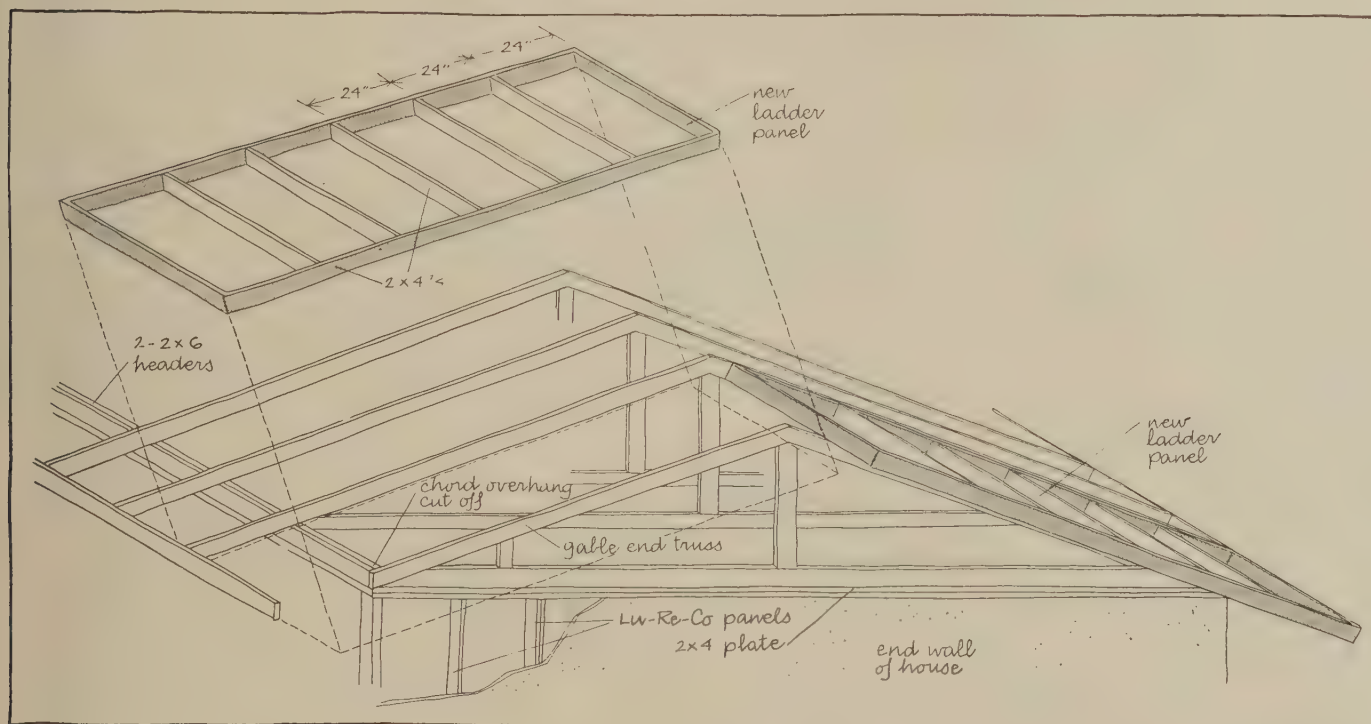 24"
24"
24"
new
ladder
panel
2x4's
2-2x6
headers
new
ladder
panel
chord overhang
cut off
gable end truss
Lu-Re-Co panels
2x4 plate
end wall
of house